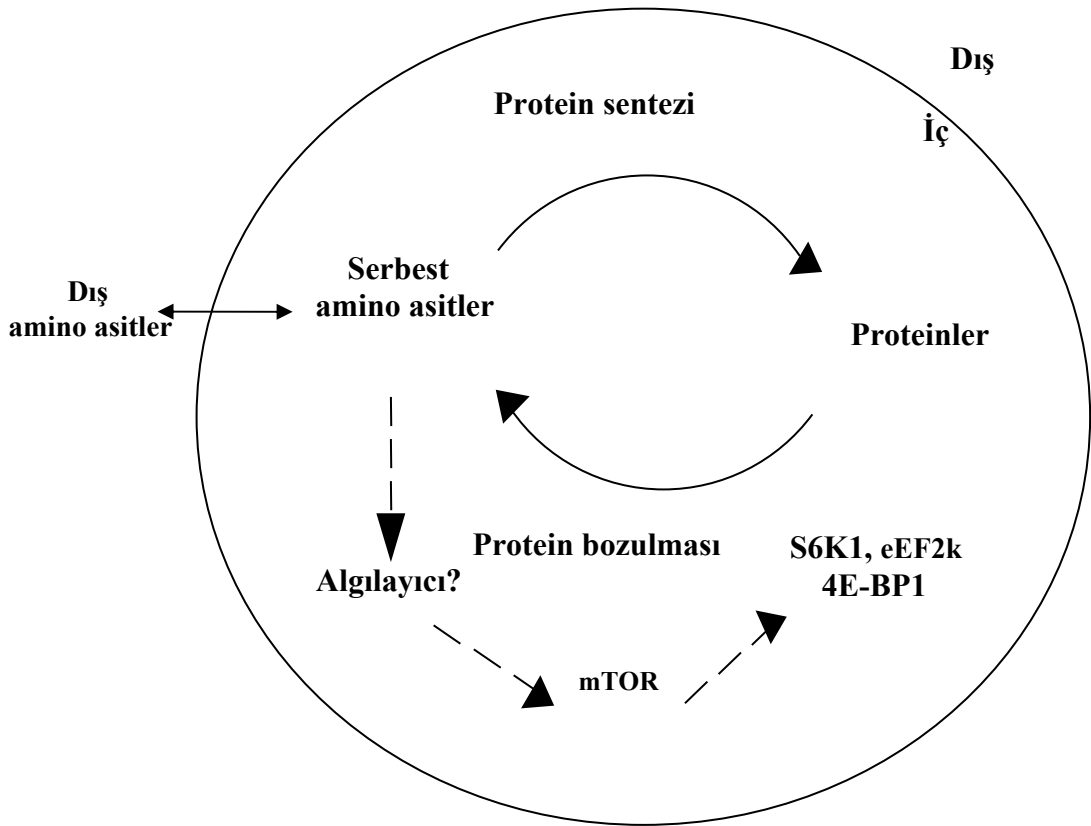 Dış
Protein sentezi
İç
Serbest
amino asitler
Dış
amino asitler
Proteinler
Protein bozulması
S6K1, eEF2k
4E-BP1
Algılayıcı?
mTOR